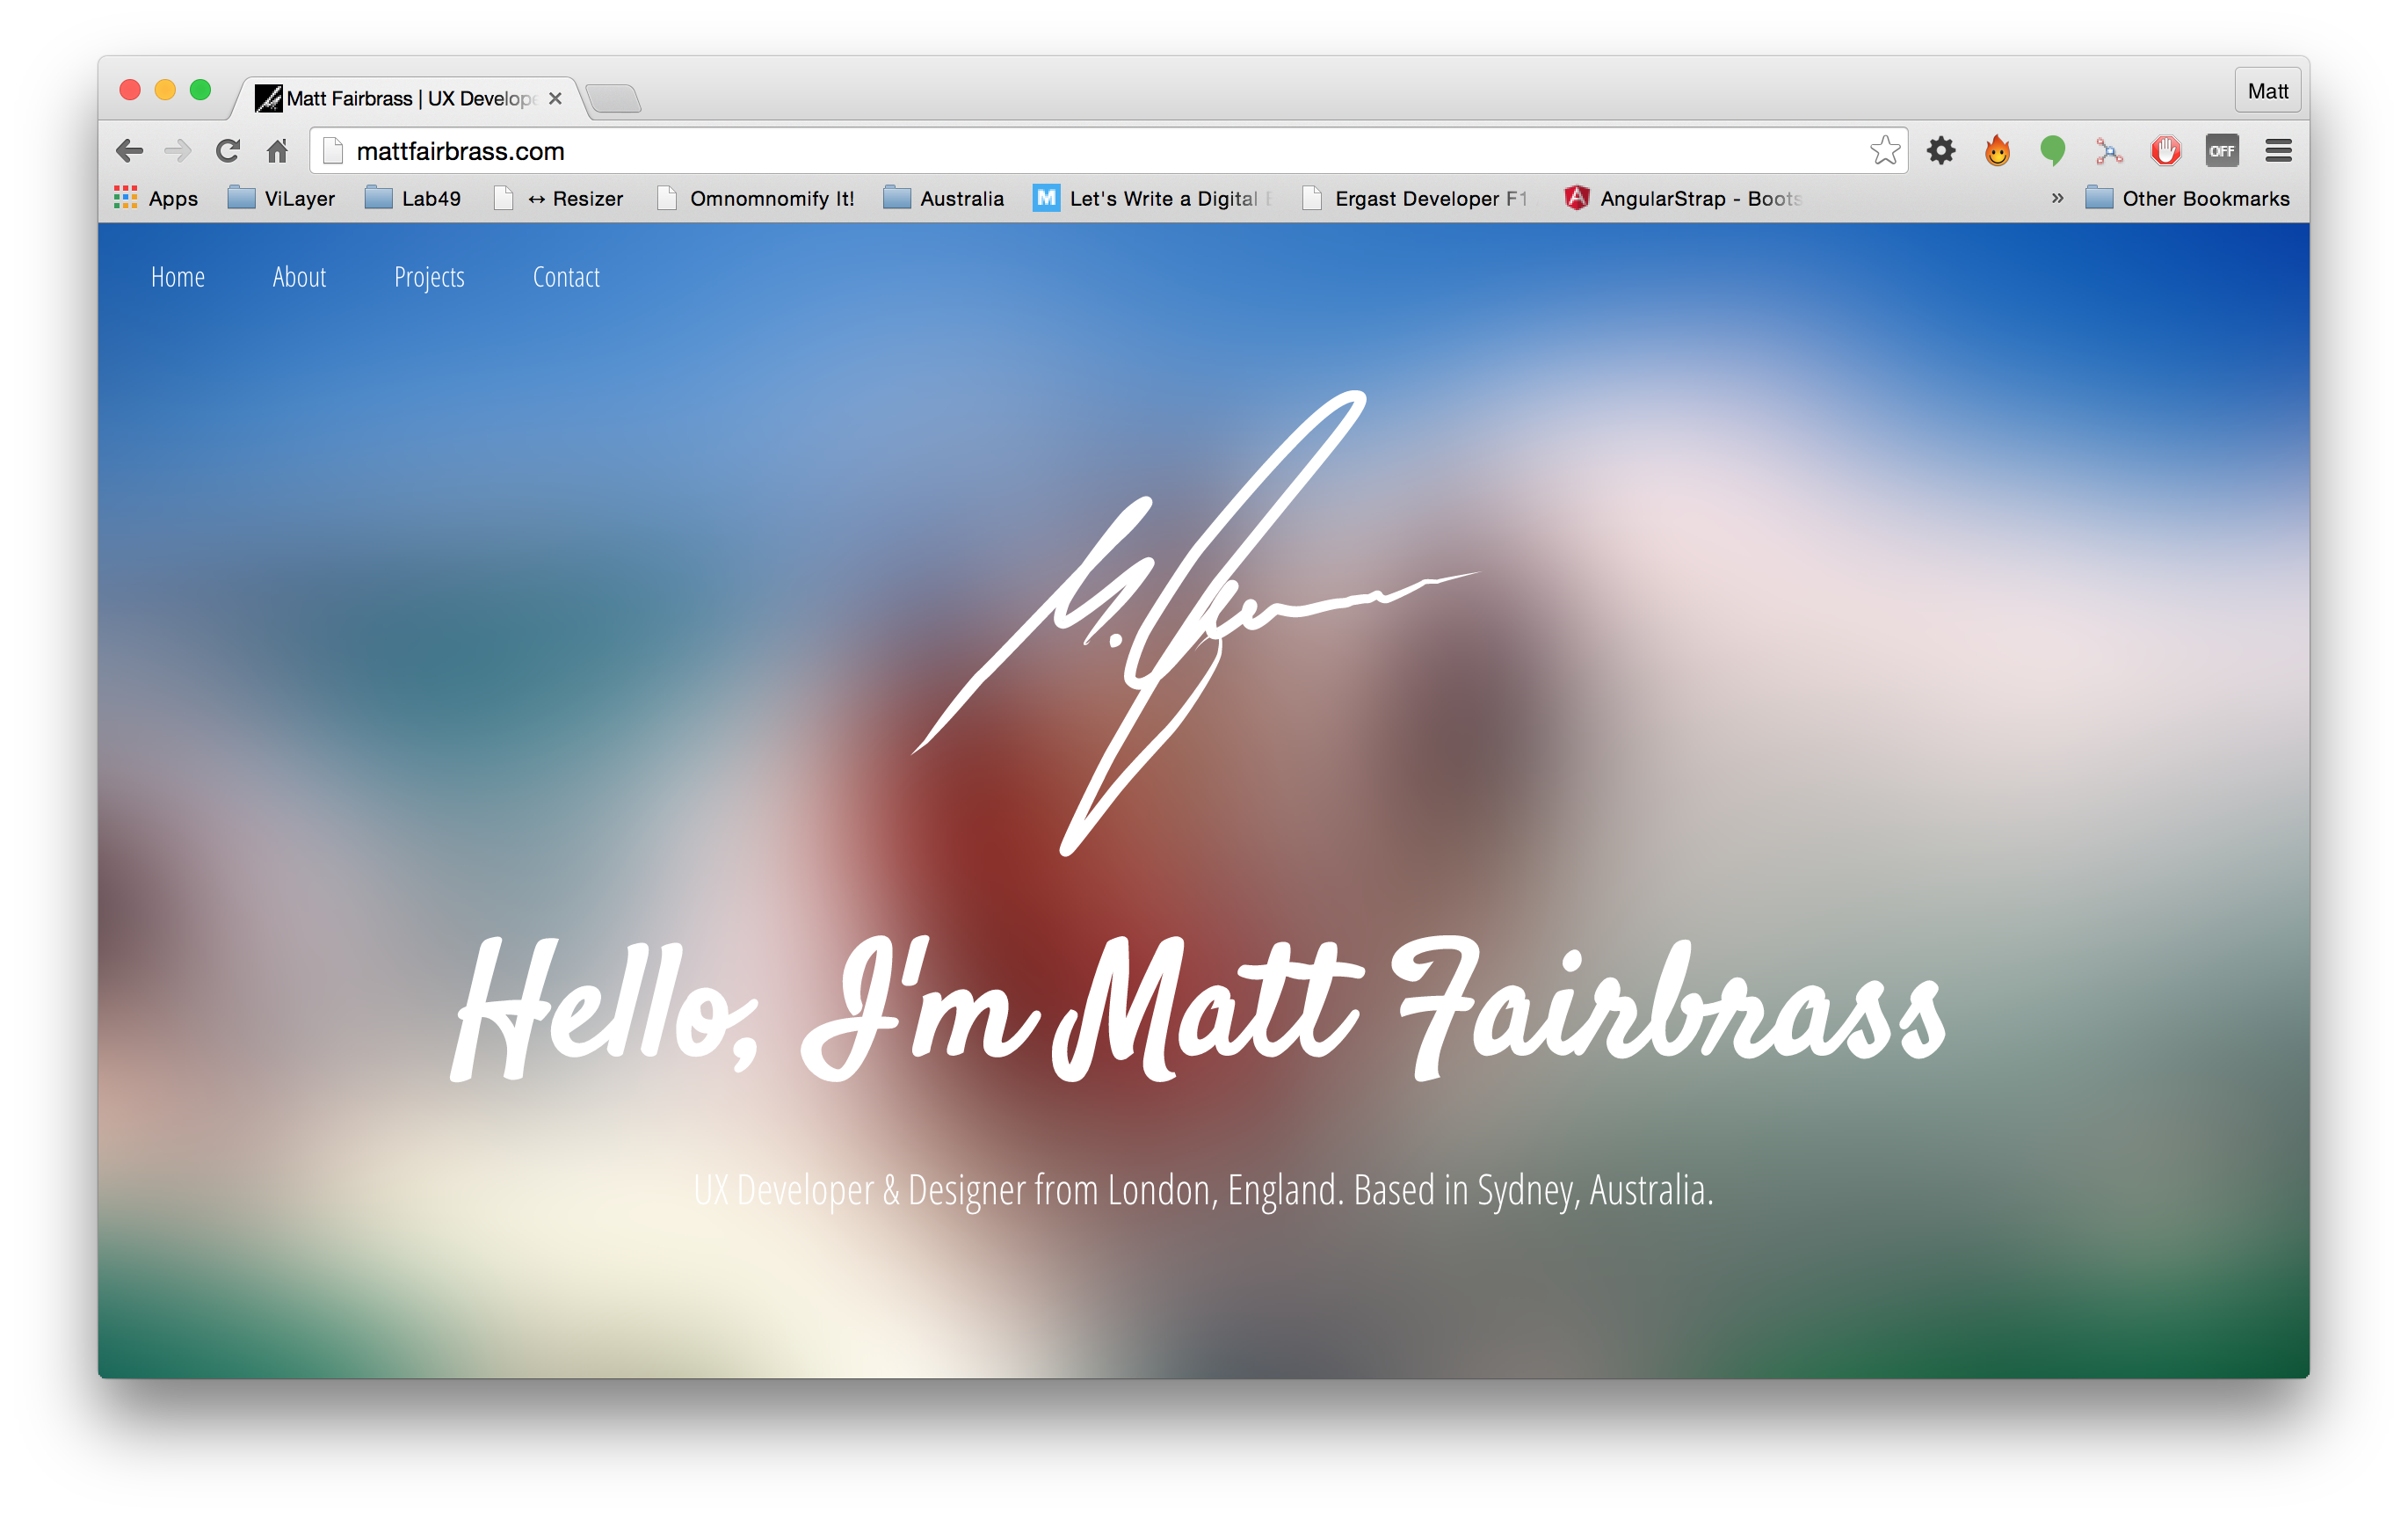 Matt Fairbrass | UX Develope
Matt
mattfairbrass.com
OFF
Apps ViLayer Lab49 ↔ Resizer Omnomnomify It! Australia M Let's Write a Digital Ergast Developer F1 A AngularStrap - Boots » Other Bookmarks
Home About Projects Contact
Hello, I'm Matt Fairbrass
UX Developer & Designer from London, England. Based in Sydney, Australia.